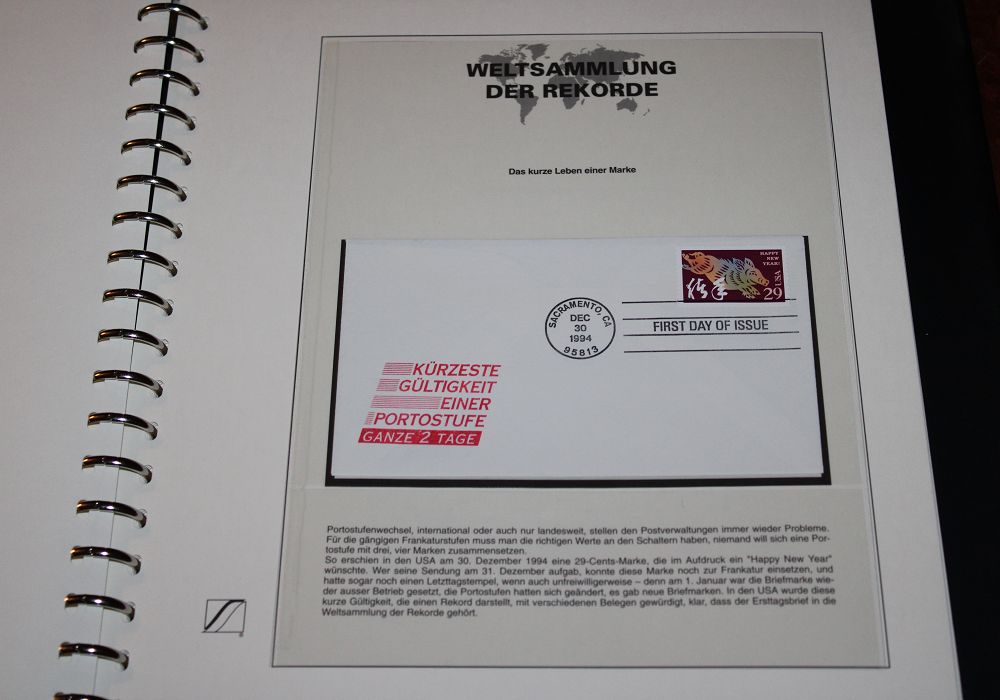 WELTSAMMLUNG
DER REKORDE
Das kurze Leben einer Marke
HAPPY
NEW
YEAR!
USA
29
SACRAMENTO, CA
DEC
30
1994
95813
FIRST DAY OF ISSUE
KÜRZESTE
GÜLTIGKEIT
EINER
PORTOSTUFE
GANZE 2 TAGE
Portostufenwechsel, international oder auch nur landesweit, stellen den Postverwaltungen immer wieder Probleme.
Für die gängigen Frankaturstufen muss man die richtigen Werte an den Schaltern haben, niemand will sich eine Por-
tostufe mit drei, vier Marken zusammensetzen.
So erschien in den USA am 30. Dezember 1994 eine 29-Cents-Marke, die im Aufdruck ein "Happy New Year"
wünschte. Wer seine Sendung am 31. Dezember aufgab, konnte diese Marke noch zur Frankatur einsetzen, und
hatte sogar noch einen Letzttagstempel, wenn auch unfreiwilligerweise – denn am 1. Januar war die Briefmarke wie-
der ausser Betrieb gesetzt, die Portostufen hatten sich geändert, es gab neue Briefmarken. In den USA wurde diese
kurze Gültigkeit, die einen Rekord darstellt, mit verschiedenen Belegen gewürdigt, klar, dass der Ersttagsbrief in die
Weltsammlung der Rekorde gehört.